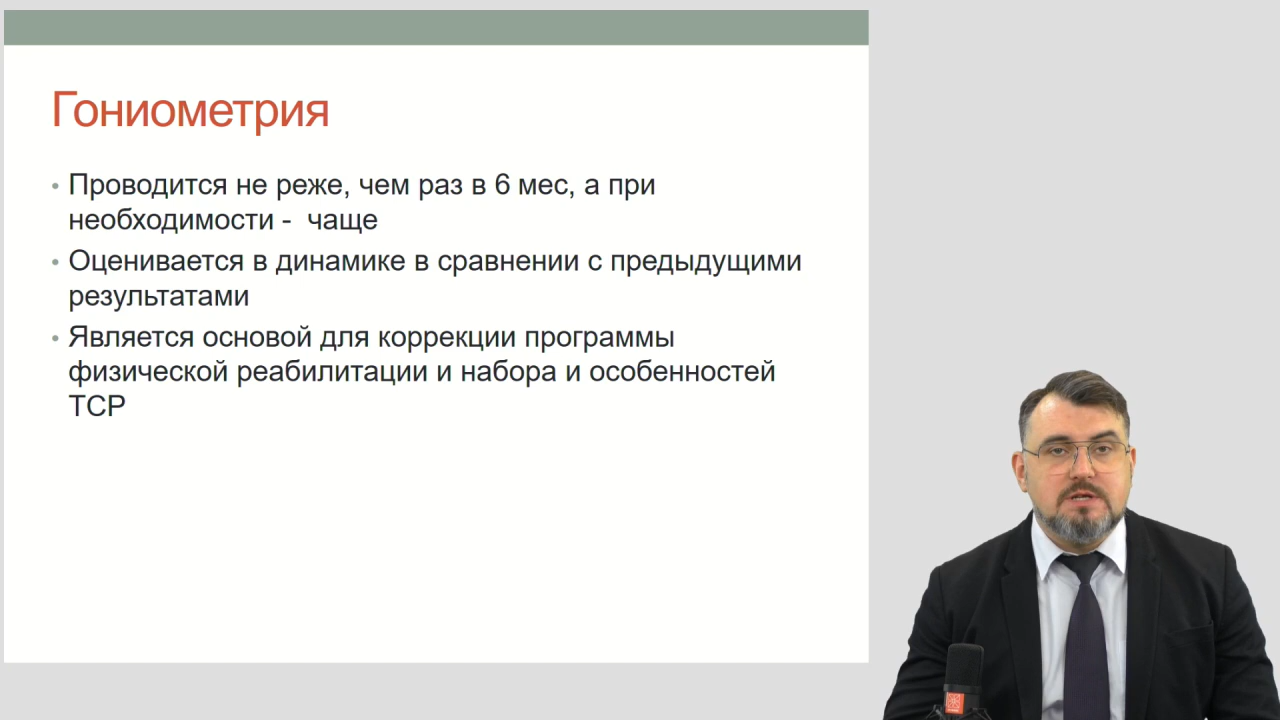 Гониометрия
• Проводится не реже, чем раз в 6 мес, а при
необходимости -  чаще
• Оценивается в динамике в сравнении с предыдущими
результатами
• Является основой для коррекции программы
физической реабилитации и набора и особенностей
ТСР